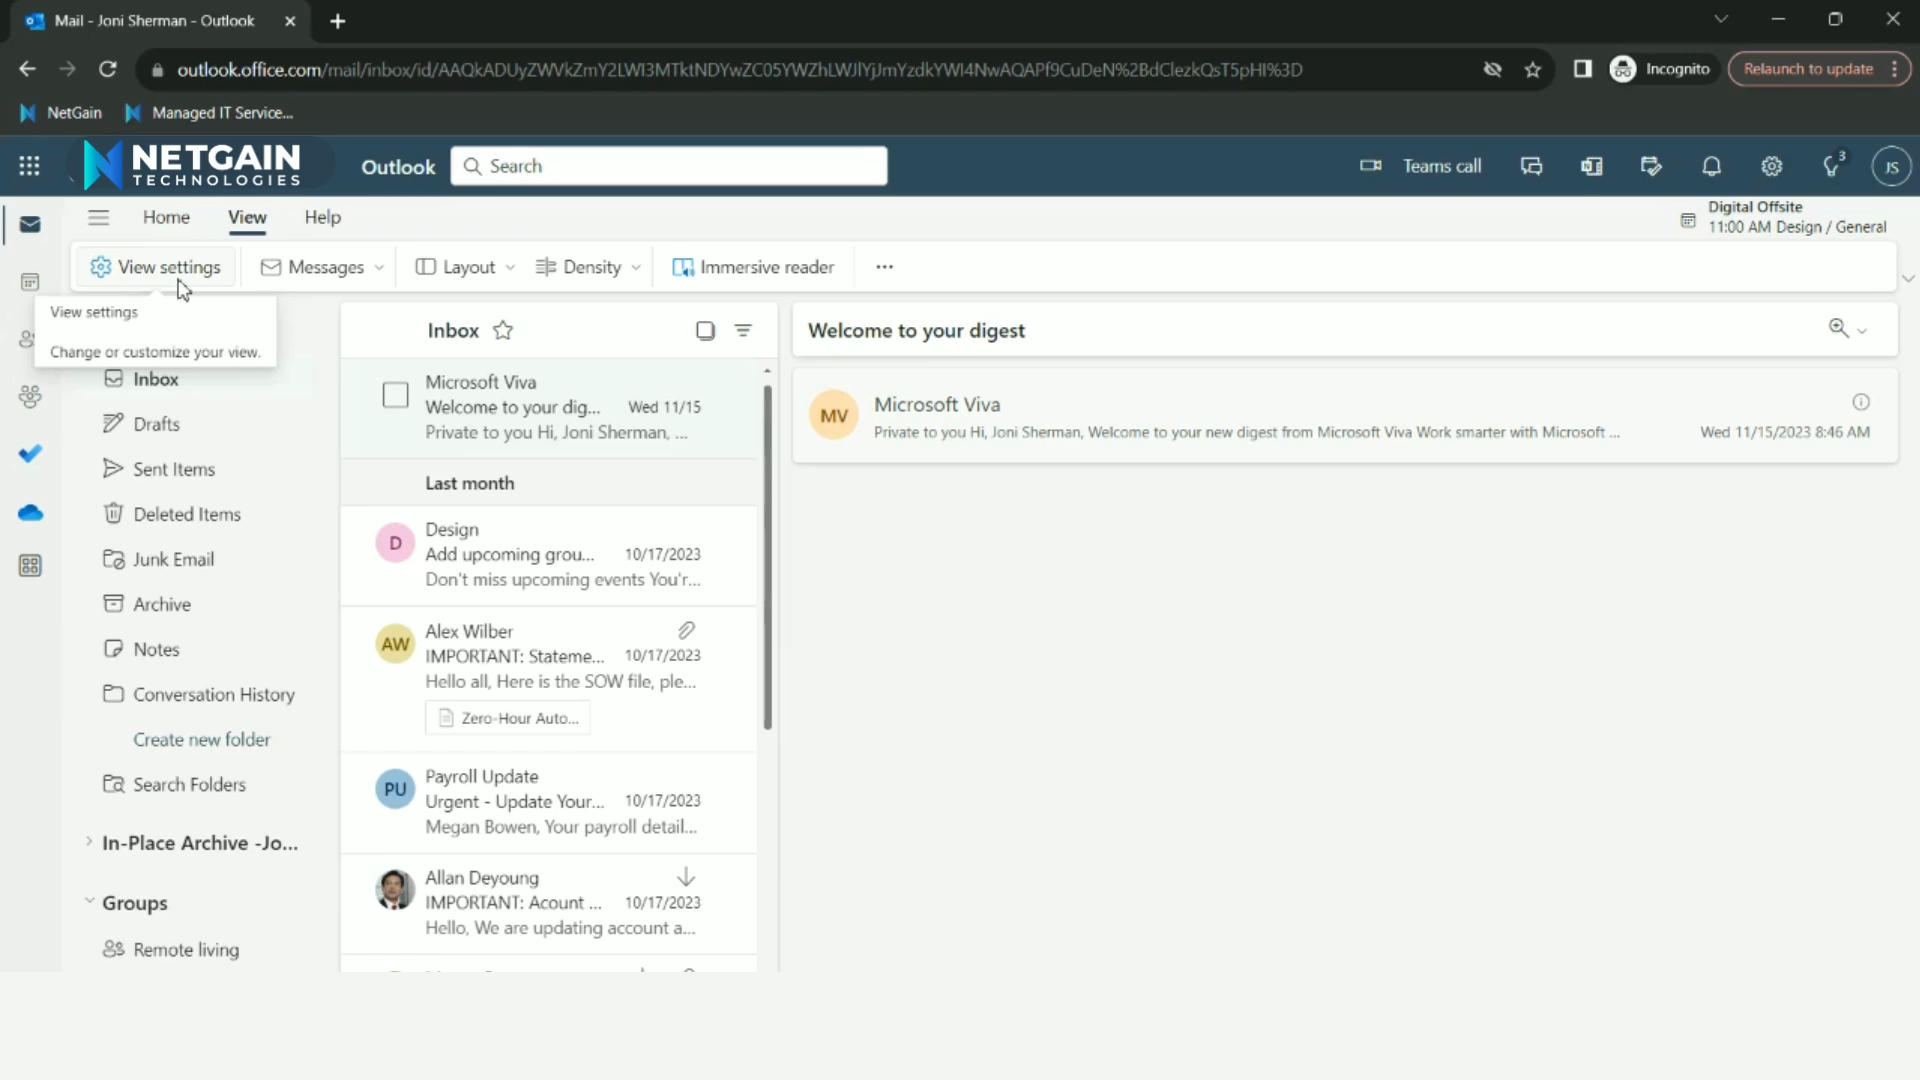 Mail - Joni Sherman - Outlook
outlook.office.com/mail/inbox/id/AAQkADUyZWVkZmY2LWI3MTktNDYwZC05YWZhLWJlYjJmYzdkYWI4NwAQAPf9CuDeN%2BdClezkQsT5pHI%3D
Incognito
Relaunch to update
NetGain
Managed IT Service...
NETGAIN
TECHNOLOGIES
Outlook
Search
Teams call
3
JS
Home
View
Help
Digital Offsite
11:00 AM Design / General
View settings
Messages
Layout
Density
Immersive reader
View settings
Change or customize your view.
Inbox
Drafts
Sent Items
Deleted Items
Junk Email
Archive
Notes
Conversation History
Create new folder
Search Folders
In-Place Archive -Jo...
Groups
Remote living
Inbox
Microsoft Viva
Welcome to your dig... Wed 11/15
Private to you Hi, Joni Sherman, ...
Last month
D
Design
Add upcoming grou... 10/17/2023
Don't miss upcoming events You'r...
AW
Alex Wilber
IMPORTANT: Stateme... 10/17/2023
Hello all, Here is the SOW file, ple...
Zero-Hour Auto...
PU
Payroll Update
Urgent - Update Your... 10/17/2023
Megan Bowen, Your payroll detail...
Allan Deyoung
IMPORTANT: Acount ... 10/17/2023
Hello, We are updating account a...
Welcome to your digest
MV
Microsoft Viva
Private to you Hi, Joni Sherman, Welcome to your new digest from Microsoft Viva Work smarter with Microsoft ...
Wed 11/15/2023 8:46 AM